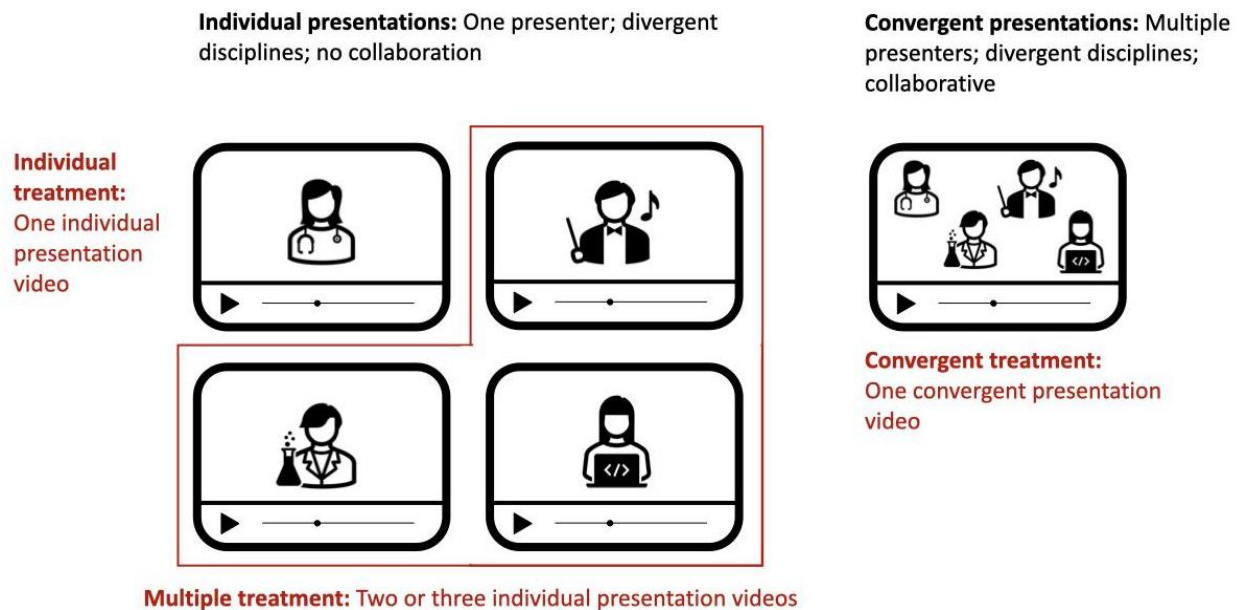 Individual presentations: One presenter; divergent
disciplines; no collaboration
Convergent presentations: Multiple
presenters; divergent disciplines;
collaborative
Individual
treatment:
One individual
presentation
video
</>
</>
Convergent treatment:
One convergent presentation
video
Multiple treatment: Two or three individual presentation videos